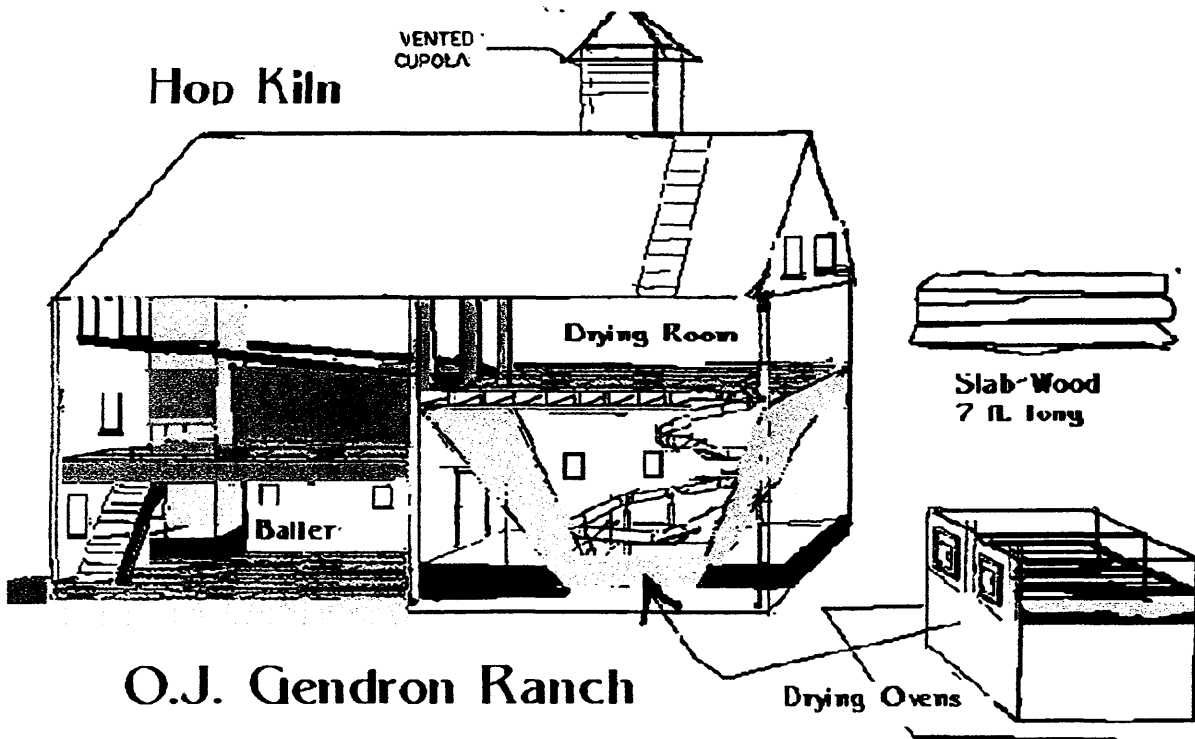 VENTED
CUPOLA
Hop Kiln
Drying Room
Slab-Wood
7 ft. long
Baller
Drying Ovens
O.J. Gendron Ranch